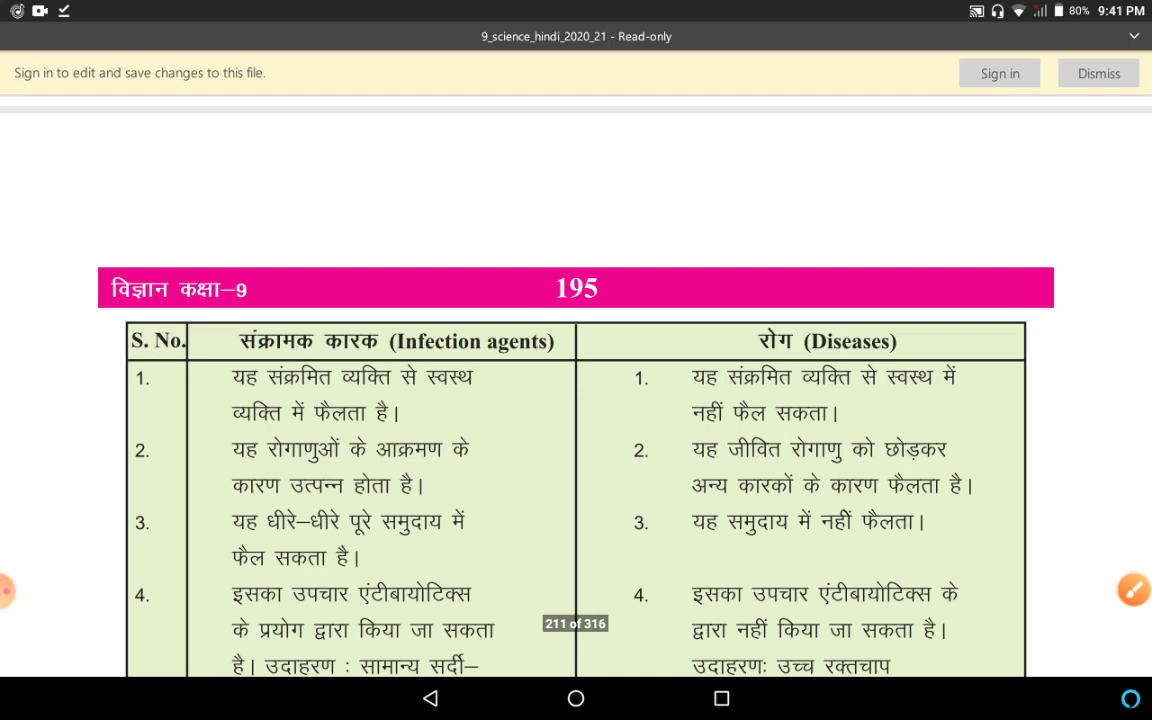 80% 9:41 PM
9_science_hindi_2020_21 - Read-only
Sign in to edit and save changes to this file.
Sign in
Dismiss
विज्ञान कक्षा–9
195
S. No.
संक्रामक कारक (Infection agents)
रोग (Diseases)
1. यह संक्रमित व्यक्ति से स्वस्थ
व्यक्ति में फैलता है।
1. यह संक्रमित व्यक्ति से स्वस्थ में
नहीं फैल सकता।
2. यह रोगाणुओं के आक्रमण के
कारण उत्पन्न होता है।
2. यह जीवित रोगाणु को छोड़कर
अन्य कारकों के कारण फैलता है।
3. यह धीरे–धीरे पूरे समुदाय में
फैल सकता है।
3. यह समुदाय में नहीं फैलता।
4. इसका उपचार एंटीबायोटिक्स
के प्रयोग द्वारा किया जा सकता
है। उदाहरण : सामान्य सर्दी–
4. इसका उपचार एंटीबायोटिक्स के
द्वारा नहीं किया जा सकता है।
उदाहरणः उच्च रक्तचाप
211 of 316